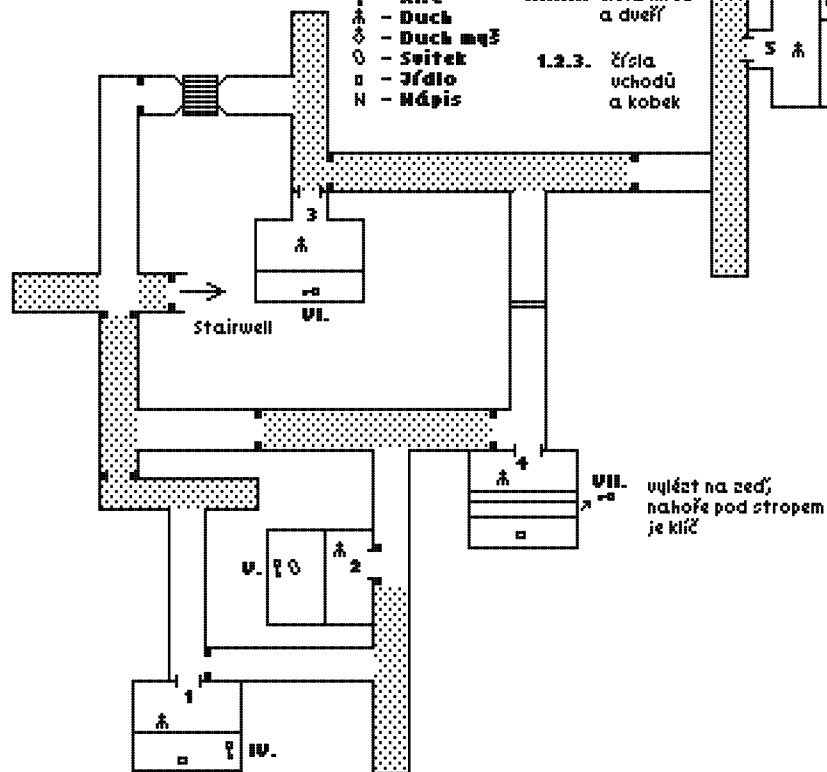 – Duch
– Duch myš
– Svitek
– Jídlo
N – Nápis
a dveří
1.2.3. čísla
vchodů
a kobek
5
3
VI.
Stairwell
4
VII.
vylézt na zeď,
nahoře pod stropem
je klíč
V.
2
1
IV.